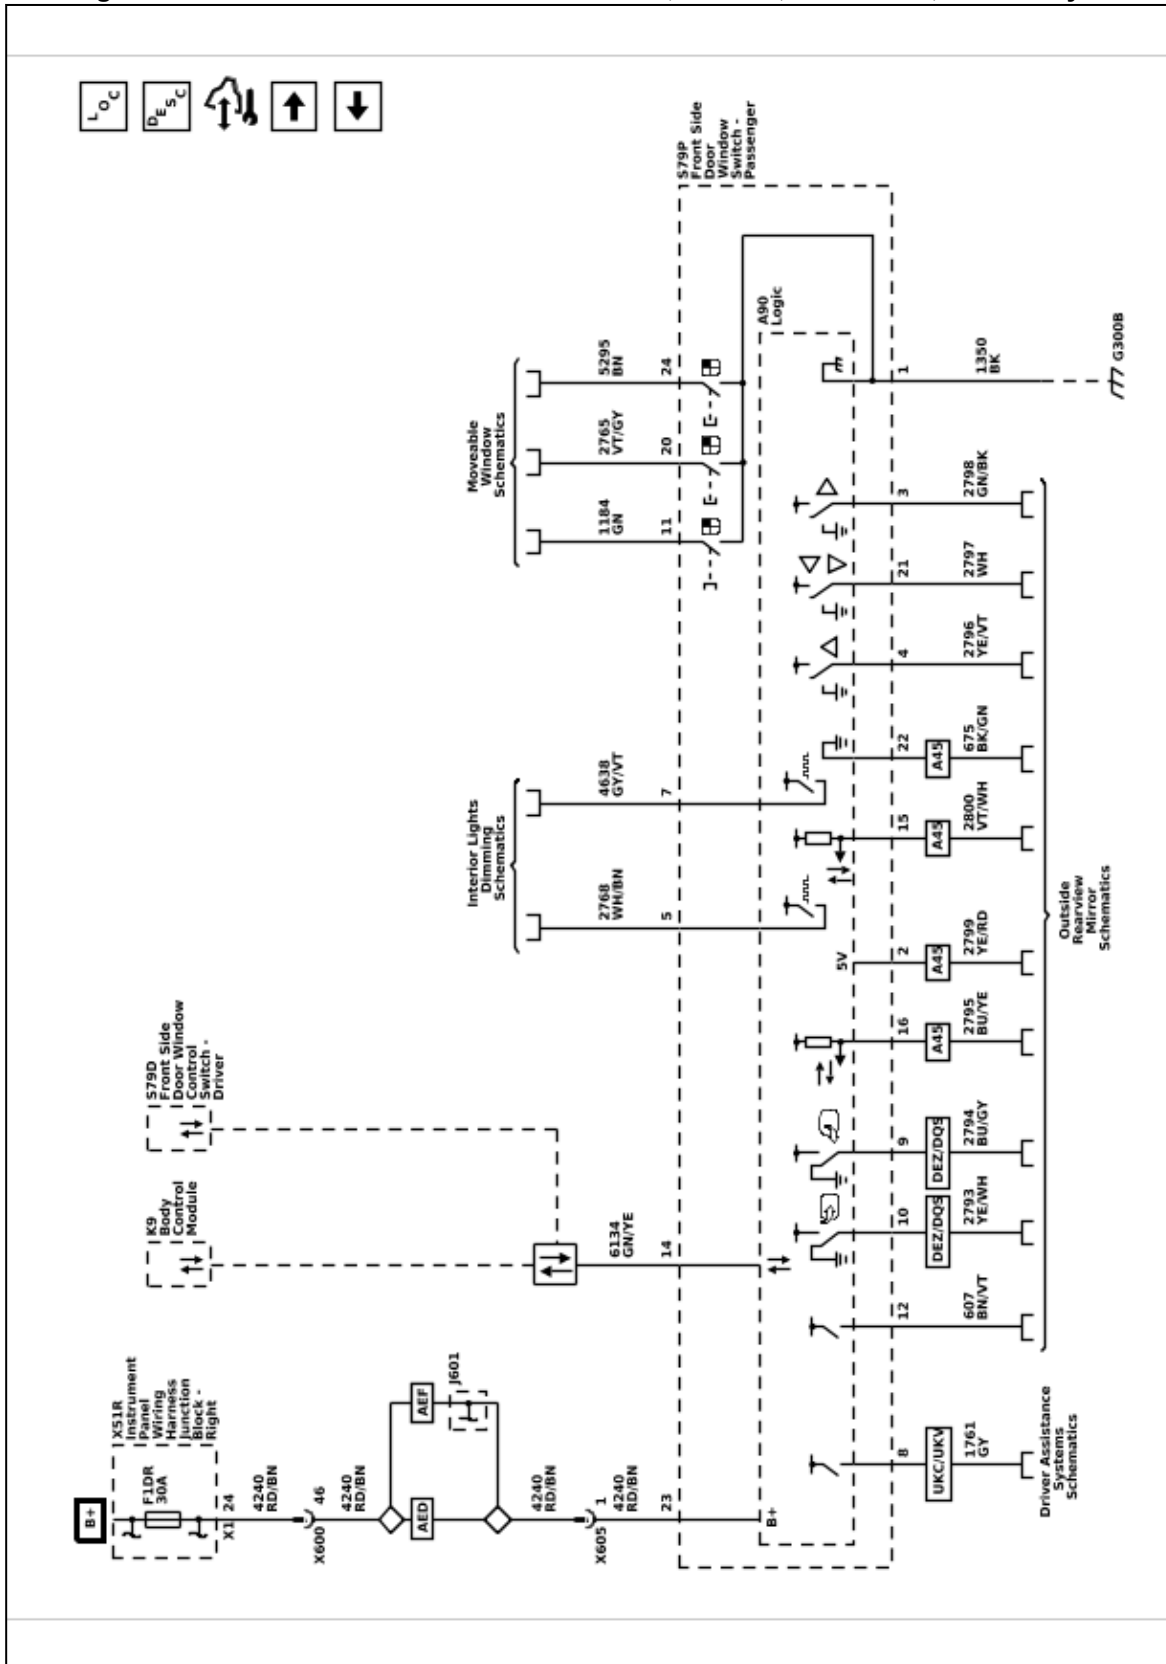 LOC
DESC
B+
X51R
Instrument
Panel
Wiring
Harness
Junction
Block -
Right
F1DR
30A
X1
24
4240
RD/BN
X600
46
4240
RD/BN
AED
AEF
J601
4240
RD/BN
X605
1
4240
RD/BN
23
B+
K9
Body
Control
Module
S79D
Front Side
Door Window
Control
Switch -
Driver
6134
GN/YE
14
Interior Lights
Dimming
Schematics
2768
WH/BN
5
4638
GY/VT
7
Moveable
Window
Schematics
1184
GN
11
2765
VT/GY
20
5295
BN
24
S79P
Front Side
Door
Window
Switch -
Passenger
A90
Logic
5V
8
UKC/UKV
1761
GY
12
607
BN/VT
10
DEZ/DQS
2793
YE/WH
9
DEZ/DQS
2794
BU/GY
16
A45
2795
BU/YE
2
A45
2799
YE/RD
15
A45
2800
VT/WH
22
A45
675
BK/GN
4
2796
YE/VT
21
2797
WH
3
2798
GN/BK
1
1350
BK
G300B
Driver Assistance
Systems
Schematics
Outside
Rearview
Mirror
Schematics